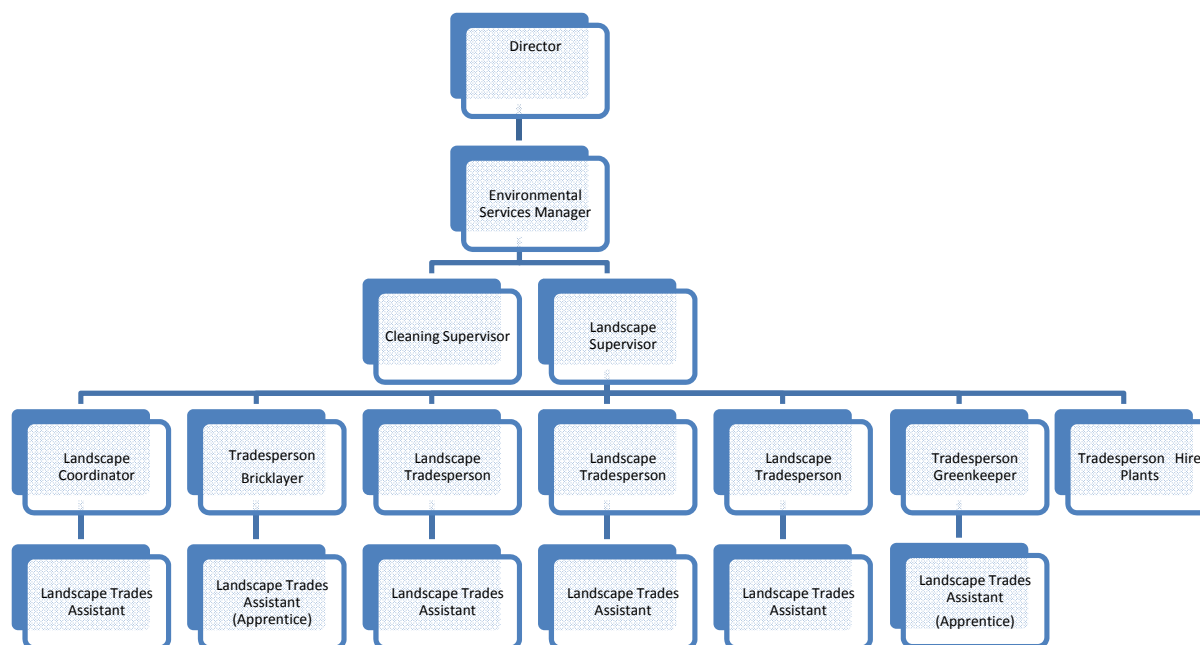 Director
Environmental
Services Manager
Cleaning Supervisor
Landscape
Supervisor
Landscape
Coordinator
Tradesperson
Bricklayer
Landscape
Tradesperson
Landscape
Tradesperson
Landscape
Tradesperson
Tradesperson
Greenkeeper
Tradesperson Hire
Plants
Landscape Trades
Assistant
Landscape Trades
Assistant
(Apprentice)
Landscape Trades
Assistant
Landscape Trades
Assistant
Landscape Trades
Assistant
Landscape Trades
Assistant
(Apprentice)